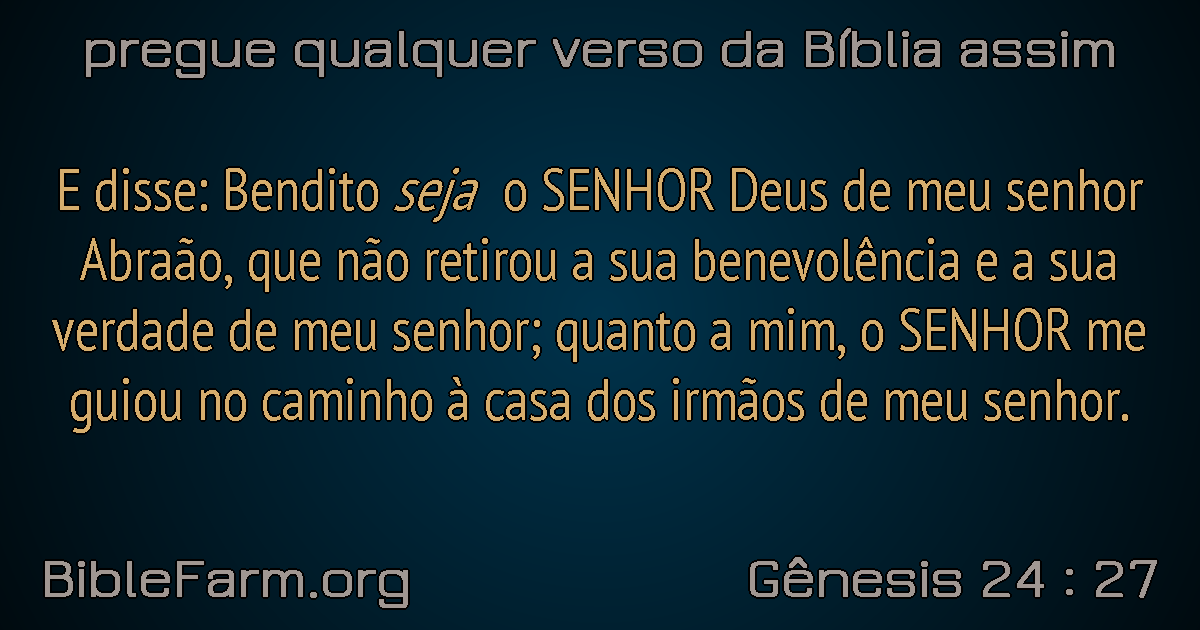 pregue qualquer verso da Bíblia assim
E disse: Bendito seja o SENHOR Deus de meu senhor
Abraão, que não retirou a sua benevolência e a sua
verdade de meu senhor; quanto a mim, o SENHOR me
guiou no caminho à casa dos irmãos de meu senhor.
BibleFarm.org
Gênesis 24 : 27